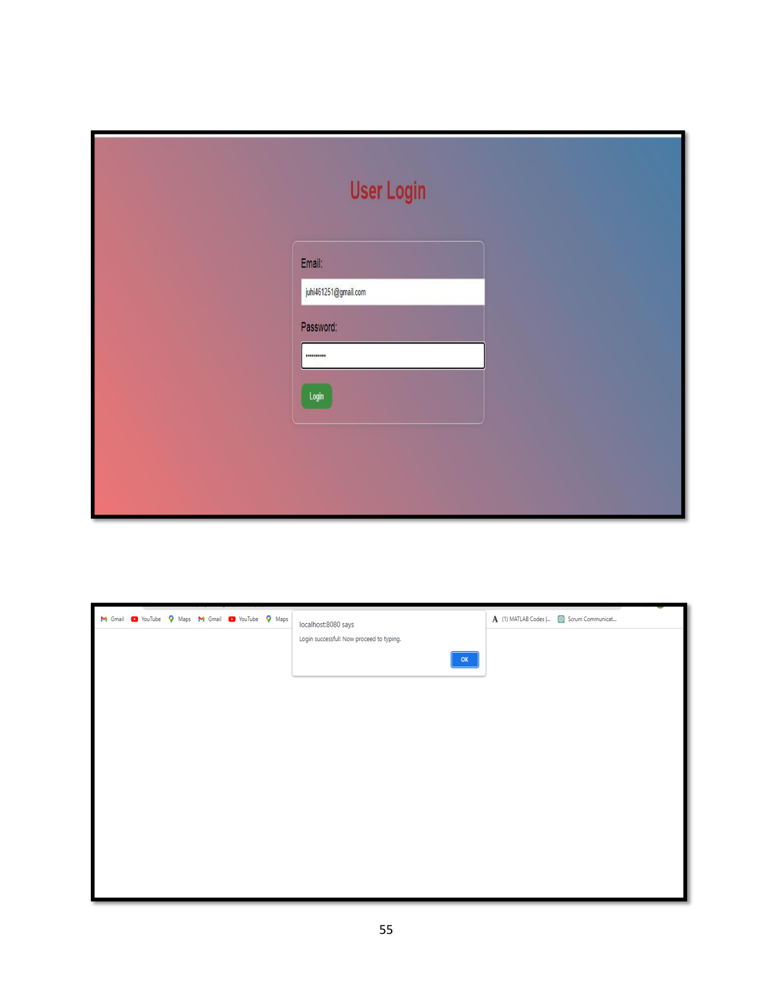 User Login
Email:
juhi461251@gmail.com
Password:
••••••••••
Login
Gmail YouTube Maps Gmail YouTube Maps A (1) MATLAB Codes |... Scrum Communicat...
localhost:8080 says
Login successful! Now proceed to typing.
OK
55